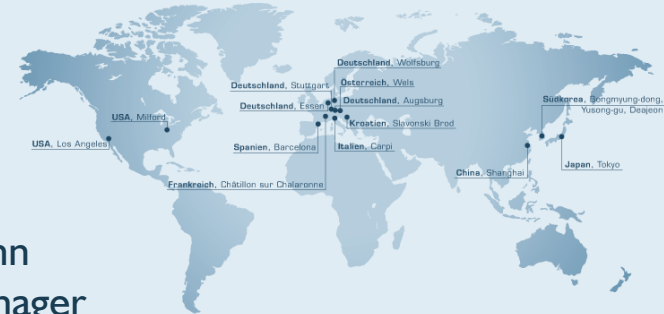 Deutschland, Wolfsburg
Deutschland, Stuttgart
Österreich, Wels
Deutschland, Essen
Deutschland, Augsburg
Südkorea, Bongmyung-dong,
Yusong-gu, Deajeon
USA, Milford
Kroatien, Slavonski Brod
USA, Los Angeles
Spanien, Barcelona
Italien, Carpi
Japan, Tokyo
China, Shanghai
Frankreich, Châtillon sur Chalaronne
nn
nager